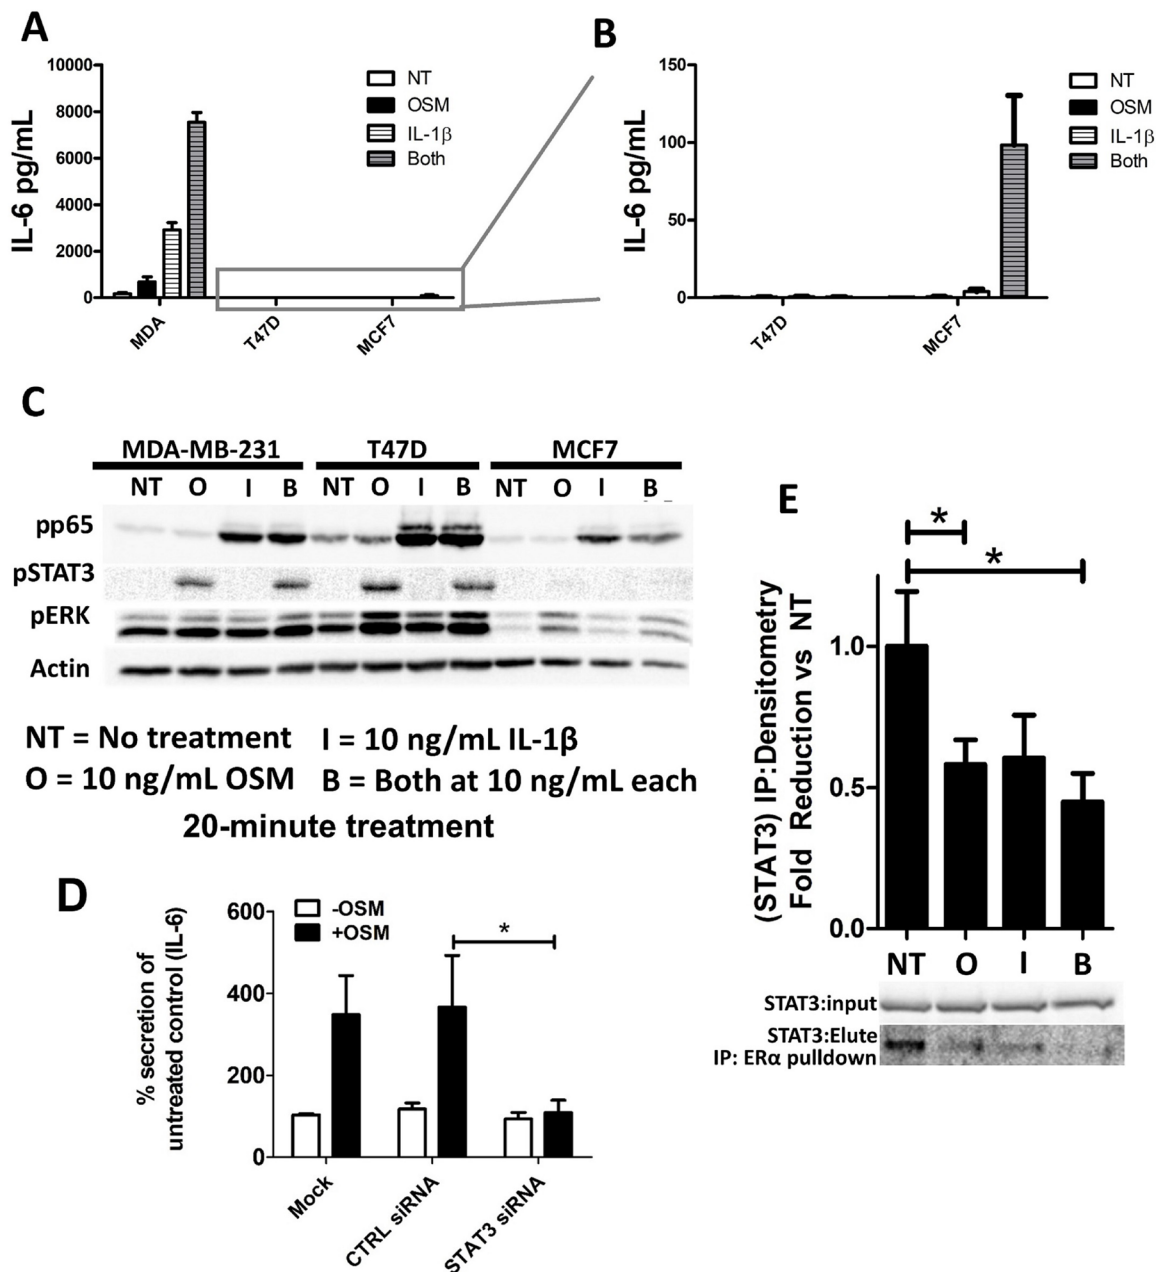 A
10000
8000
6000
4000
2000
0
IL-6 pg/mL
NT
OSM
IL-1β
Both
MDA
T47D
MCF7
B
150
100
50
0
IL-6 pg/mL
NT
OSM
IL-1β
Both
T47D
MCF7
C
MDA-MB-231 T47D MCF7
NT O I B NT O I B NT O I B
pp65
pSTAT3
pERK
Actin
NT = No treatment I = 10 ng/mL IL-1β
O = 10 ng/mL OSM B = Both at 10 ng/mL each
20-minute treatment
D
% secretion of
untreated control (IL-6)
600
400
200
0
-OSM
+OSM
*
Mock
CTRL siRNA
STAT3 siRNA
E
*
*
(STAT3) IP:Densitometry
Fold Reduction vs NT
1.0
0.5
0.0
NT O I B
STAT3:input
STAT3:Elute
IP: ERα pulldown